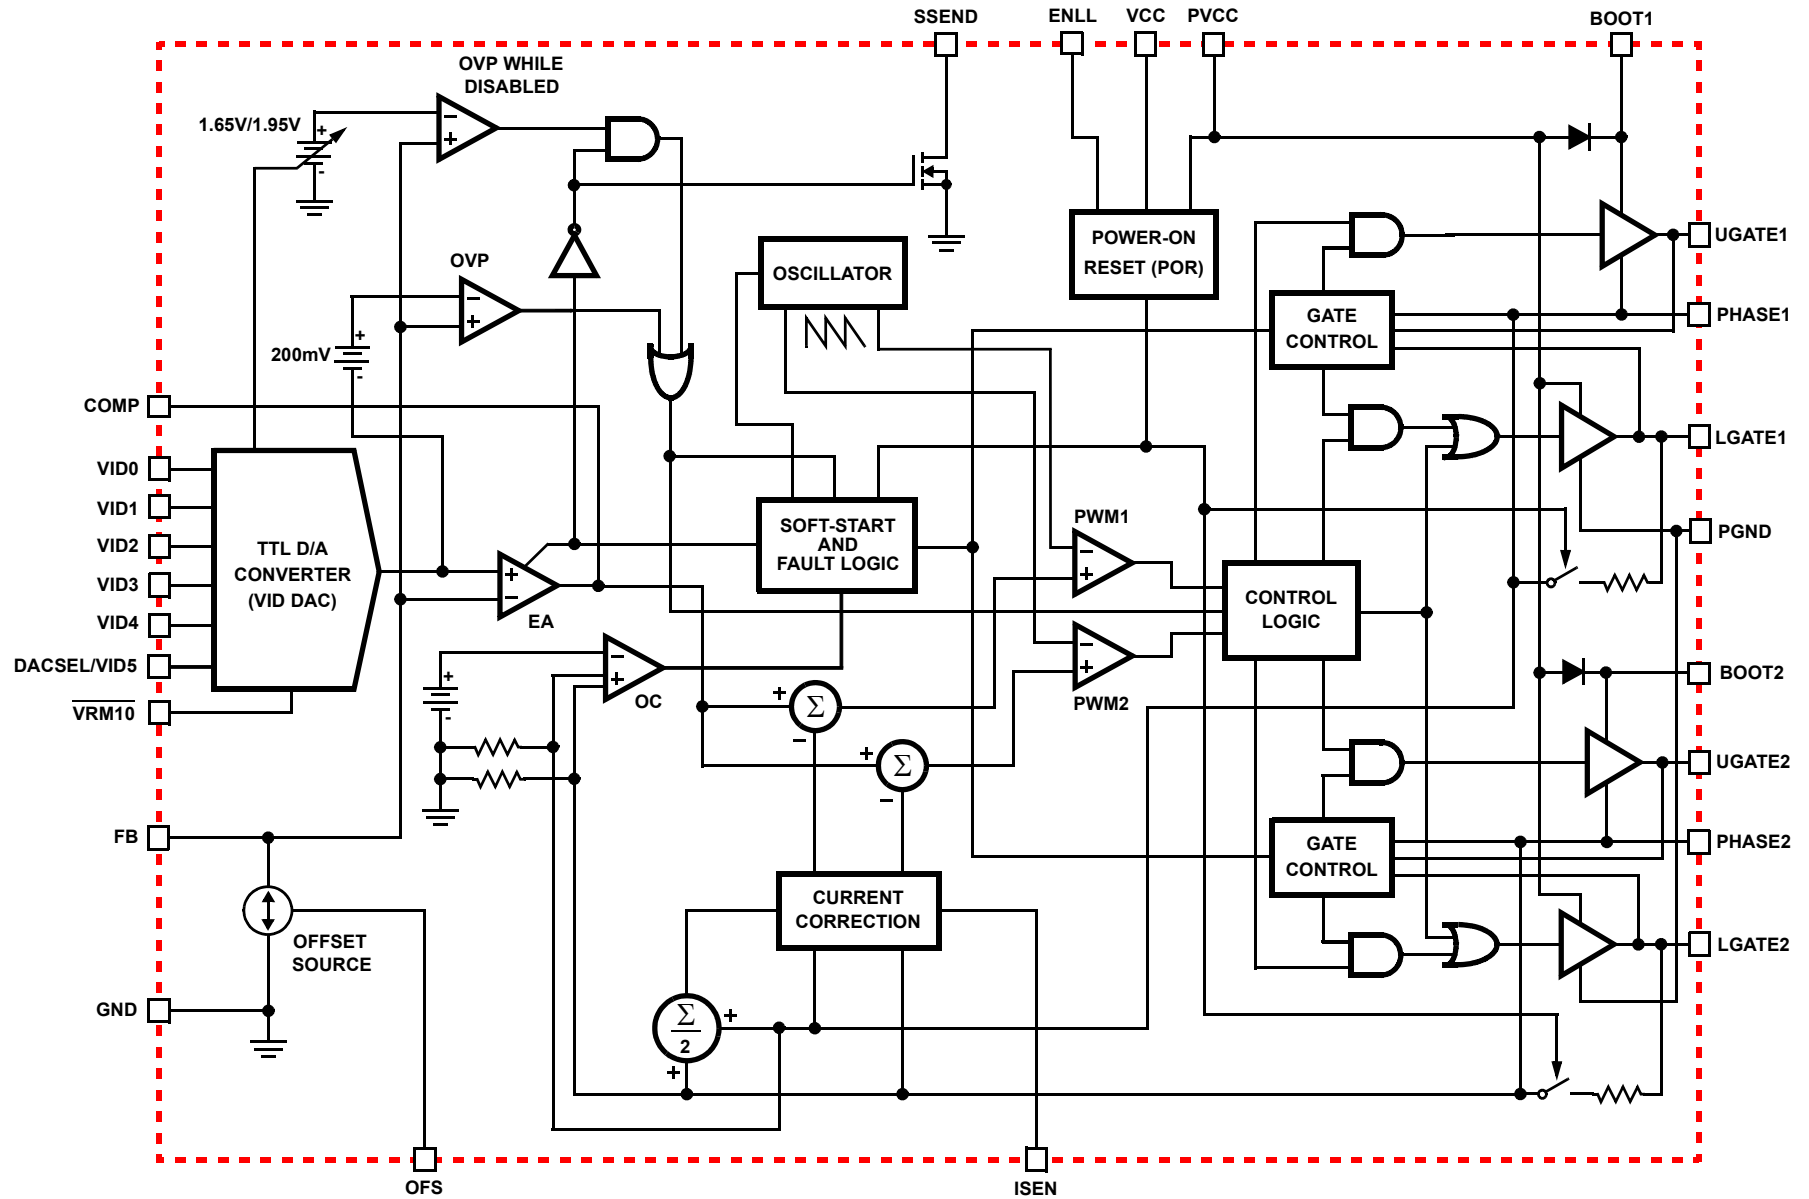 SSEND
ENLL
VCC
PVCC
BOOT1
OVP WHILE
DISABLED
1.65V/1.95V
+
-
−
+
POWER-ON
RESET (POR)
UGATE1
OVP
−
+
OSCILLATOR
GATE
CONTROL
PHASE1
200mV
+
-
COMP
LGATE1
VID0
VID1
VID2
VID3
VID4
DACSEL/VID5
VRM10
TTL D/A
CONVERTER
(VID DAC)
+
−
EA
SOFT-START
AND
FAULT LOGIC
PWM1
−
+
PGND
CONTROL
LOGIC
−
+
PWM2
+
-
−
+
+
OC
+
Σ
−
+
Σ
−
BOOT2
UGATE2
FB
GATE
CONTROL
PHASE2
CURRENT
CORRECTION
OFFSET
SOURCE
LGATE2
GND
Σ
2
+
+
OFS
ISEN